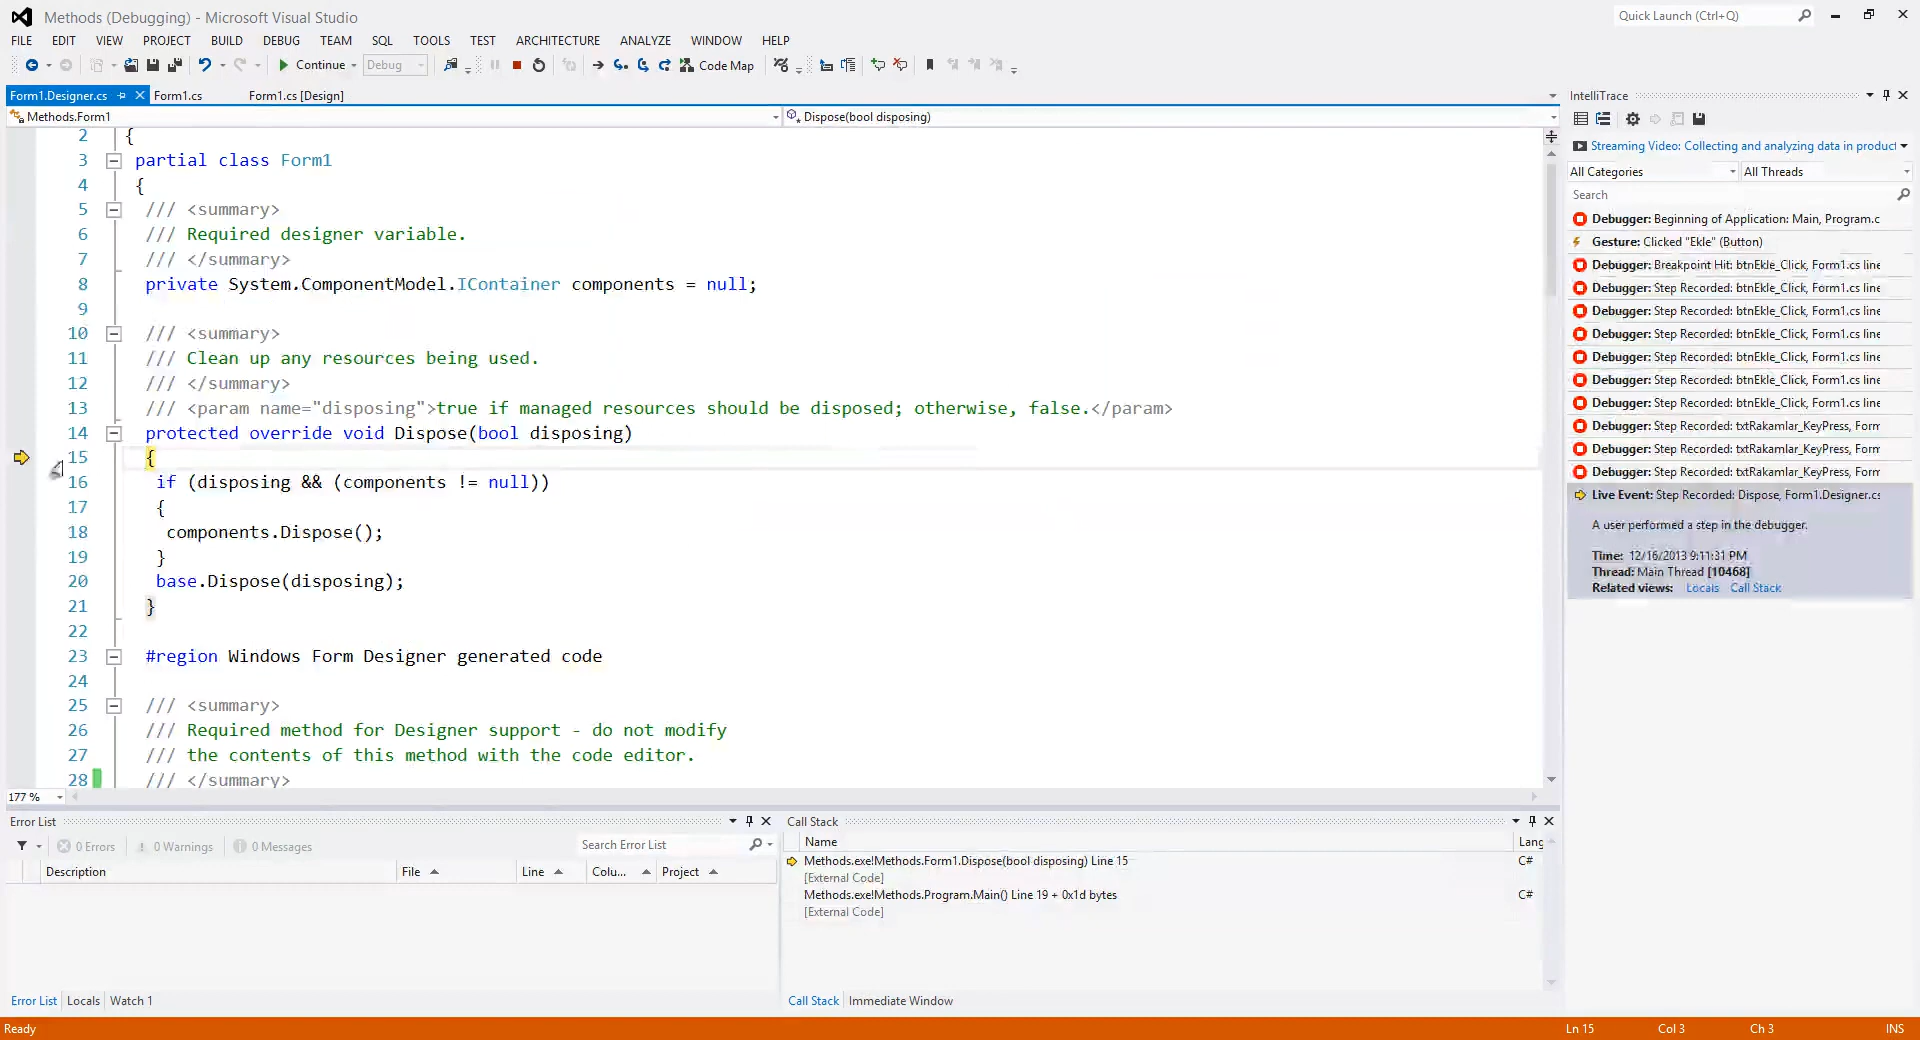 Methods (Debugging) - Microsoft Visual Studio
Quick Launch (Ctrl+Q)
FILE EDIT VIEW PROJECT BUILD DEBUG TEAM SQL TOOLS TEST ARCHITECTURE ANALYZE WINDOW HELP
Continue Debug Code Map
Form1.Designer.cs Form1.cs Form1.cs [Design]
Methods.Form1 Dispose(bool disposing)
2 {
3 partial class Form1
4 {
5 /// <summary>
6 /// Required designer variable.
7 /// </summary>
8 private System.ComponentModel.IContainer components = null;
9
10 /// <summary>
11 /// Clean up any resources being used.
12 /// </summary>
13 /// <param name="disposing">true if managed resources should be disposed; otherwise, false.</param>
14 protected override void Dispose(bool disposing)
15 {
16 if (disposing && (components != null))
17 {
18 components.Dispose();
19 }
20 base.Dispose(disposing);
21 }
22
23 #region Windows Form Designer generated code
24
25 /// <summary>
26 /// Required method for Designer support - do not modify
27 /// the contents of this method with the code editor.
28 /// </summary>
177 %
IntelliTrace
Streaming Video: Collecting and analyzing data in product
All Categories All Threads
Search
Debugger: Beginning of Application: Main, Program.c
Gesture: Clicked "Ekle" (Button)
Debugger: Breakpoint Hit: btnEkle_Click, Form1.cs line
Debugger: Step Recorded: btnEkle_Click, Form1.cs line
Debugger: Step Recorded: btnEkle_Click, Form1.cs line
Debugger: Step Recorded: btnEkle_Click, Form1.cs line
Debugger: Step Recorded: btnEkle_Click, Form1.cs line
Debugger: Step Recorded: btnEkle_Click, Form1.cs line
Debugger: Step Recorded: btnEkle_Click, Form1.cs line
Debugger: Step Recorded: txtRakamlar_KeyPress, Form
Debugger: Step Recorded: txtRakamlar_KeyPress, Form
Debugger: Step Recorded: txtRakamlar_KeyPress, Form
Live Event: Step Recorded: Dispose, Form1.Designer.cs
A user performed a step in the debugger.
Time: 12/16/2013 9:11:31 PM
Thread: Main Thread [10468]
Related views: Locals Call Stack
Error List
0 Errors 0 Warnings 0 Messages Search Error List
Description File Line Colu... Project
Error List Locals Watch 1
Call Stack
Name Lang
Methods.exe!Methods.Form1.Dispose(bool disposing) Line 15 C#
[External Code]
Methods.exe!Methods.Program.Main() Line 19 + 0x1d bytes C#
[External Code]
Call Stack Immediate Window
Ready Ln 15 Col 3 Ch 3 INS